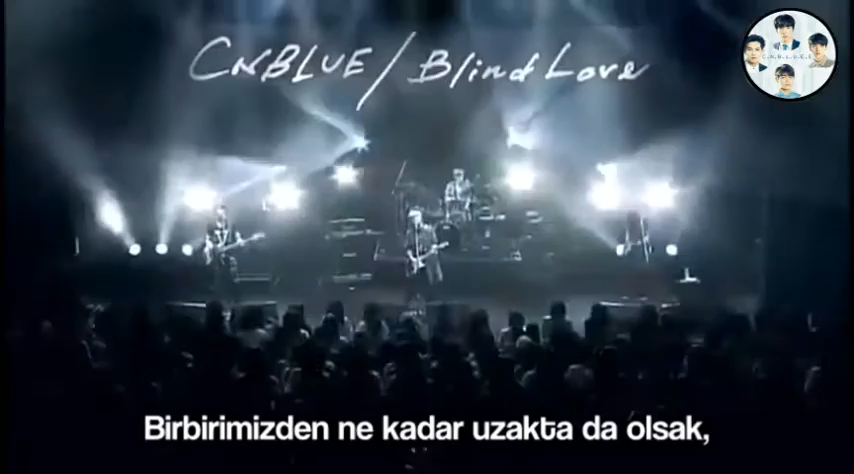 CNBLUE / Blind Love
C.N.B.L.U.E
Birbirimizden ne kadar uzakta da olsak,